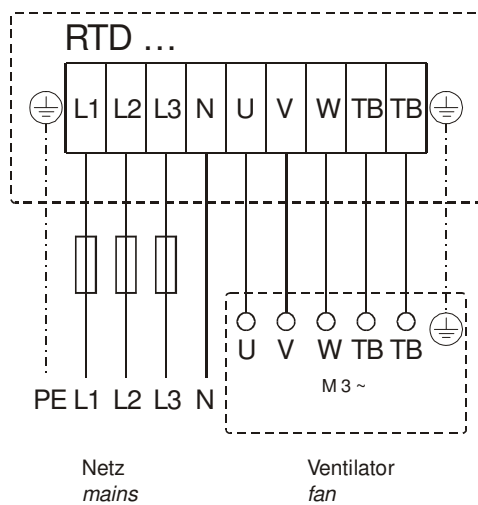 RTD ...
L1 L2 L3 N U V W TB TB
U V W TB TB
M 3 ~
PE L1 L2 L3 N
Netz Ventilator
mains fan